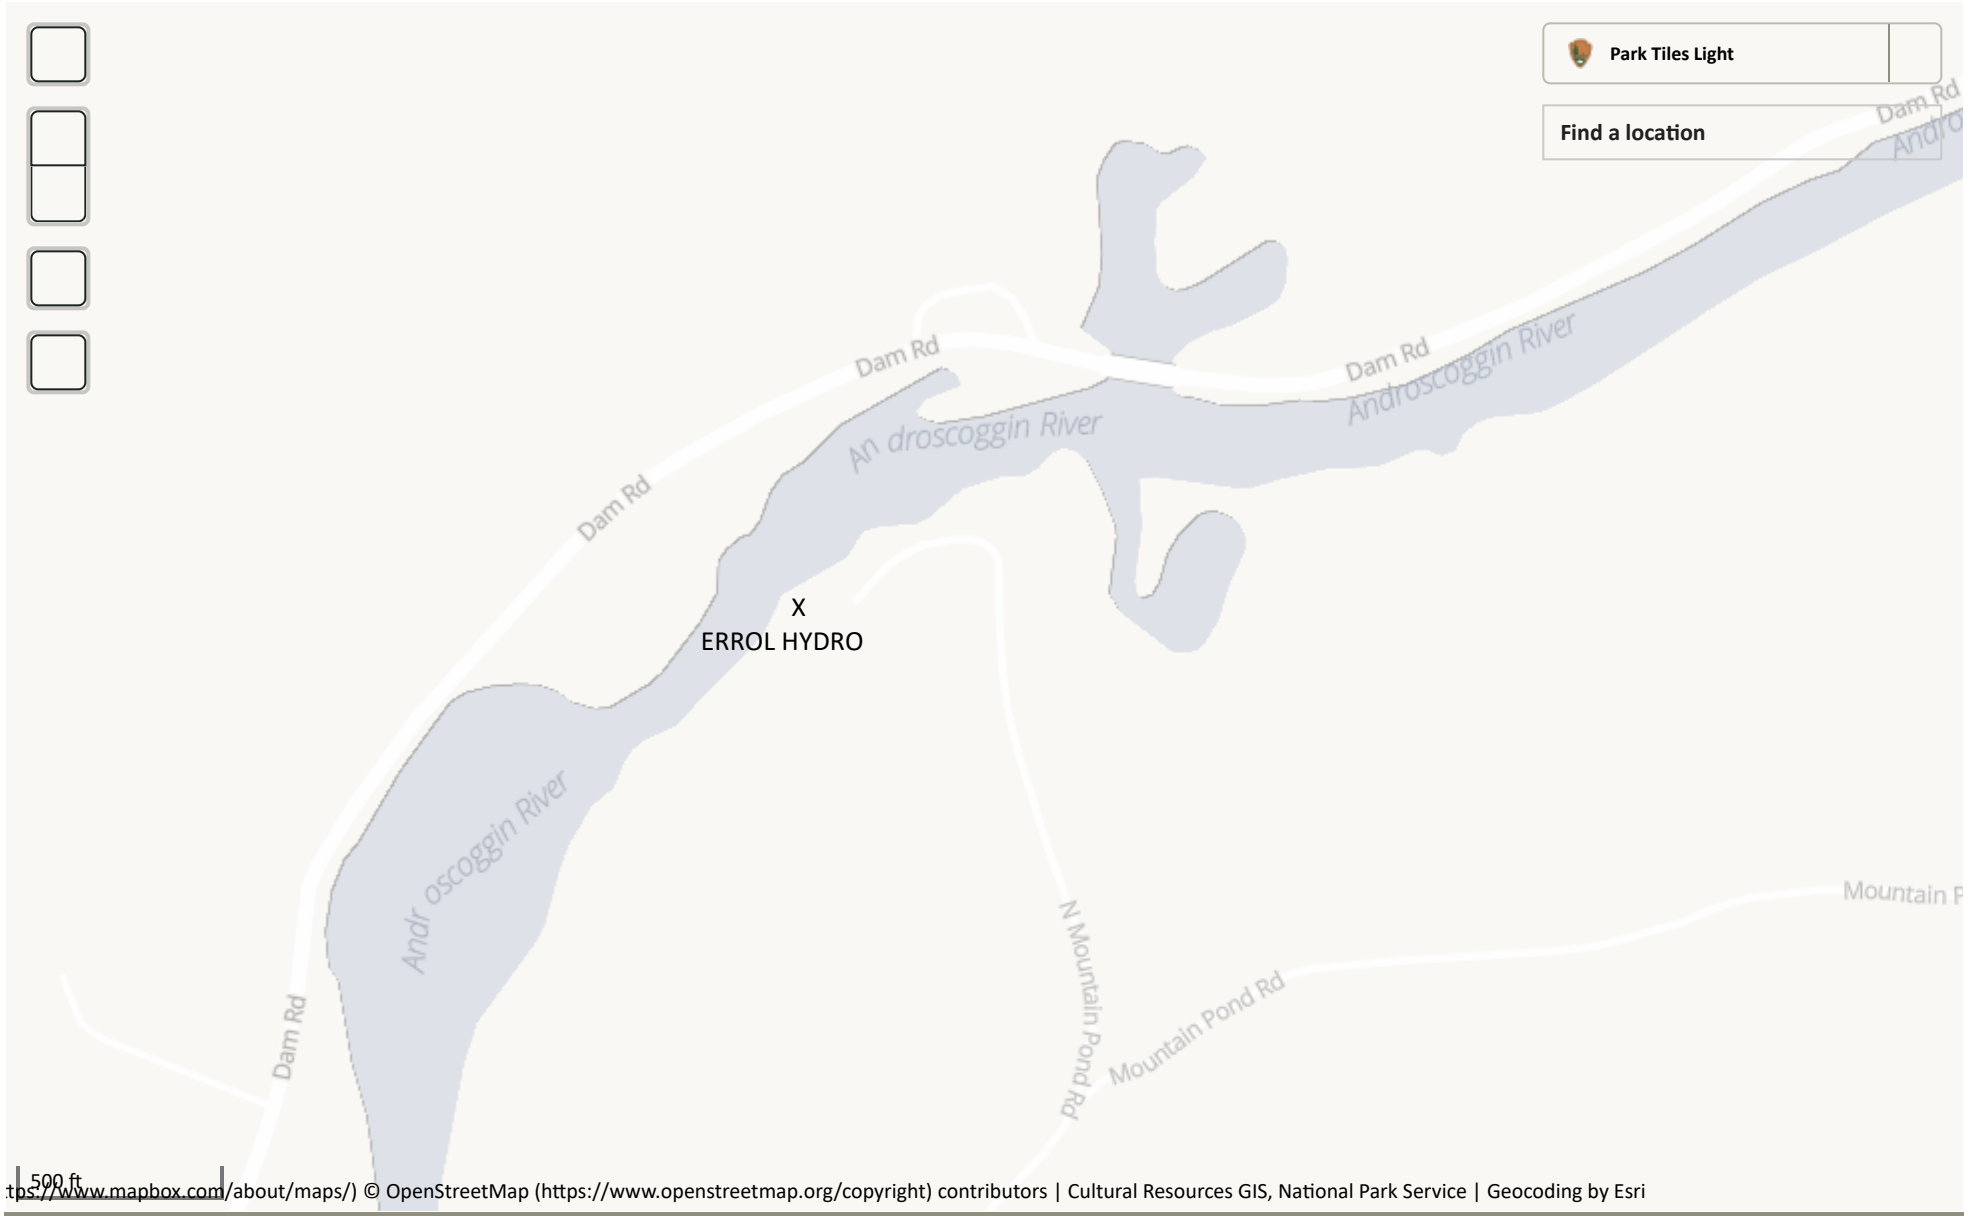 Park Tiles Light
Find a location
Dam Rd
Andro
Dam Rd
Dam Rd
Androscoggin River
An droscoggin River
Dam Rd
X
ERROL HYDRO
Andr oscoggin River
Mountain P
N Mountain Pond Rd
Mountain Pond Rd
Dam Rd
500 ft
tps://www.mapbox.com/about/maps/) © OpenStreetMap (https://www.openstreetmap.org/copyright) contributors | Cultural Resources GIS, National Park Service | Geocoding by Esri